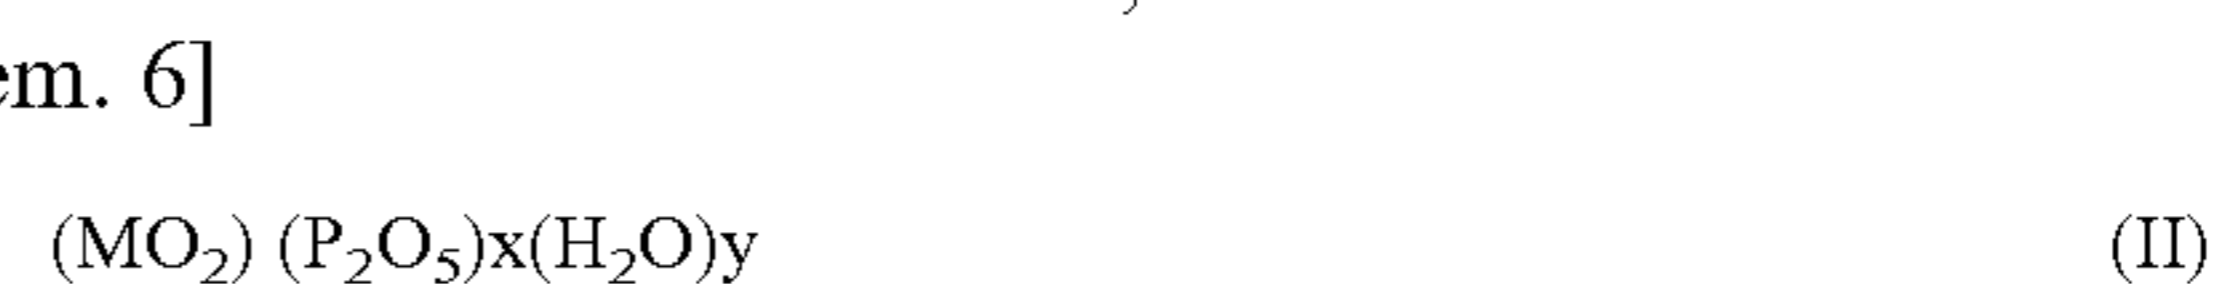 em. 6]
(MO₂) (P₂O₅)x(H₂O)y (II)